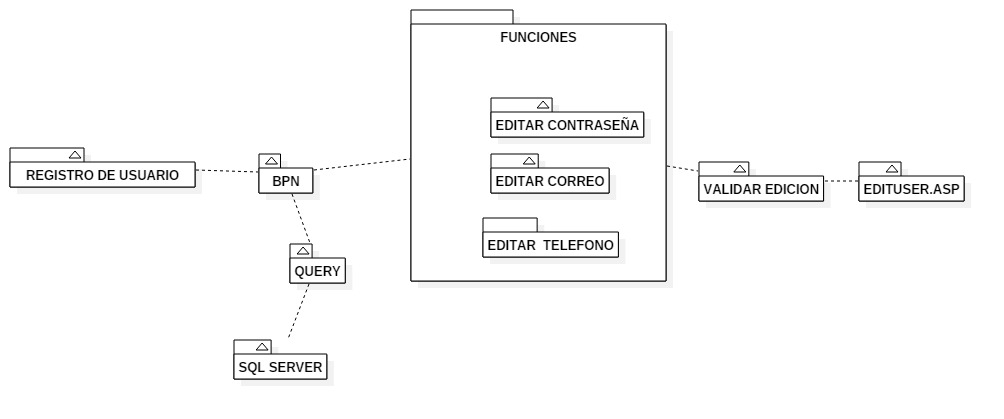 FUNCIONES
EDITAR CONTRASEÑA
REGISTRO DE USUARIO
BPN
EDITAR CORREO
VALIDAR EDICION
EDITUSER.ASP
EDITAR TELEFONO
QUERY
SQL SERVER